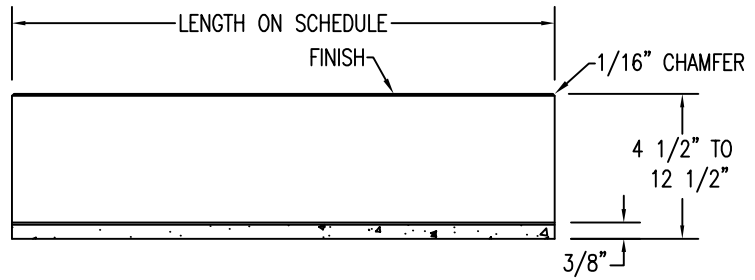 LENGTH ON SCHEDULE
FINISH
1/16" CHAMFER
4 1/2" TO
12 1/2"
3/8"